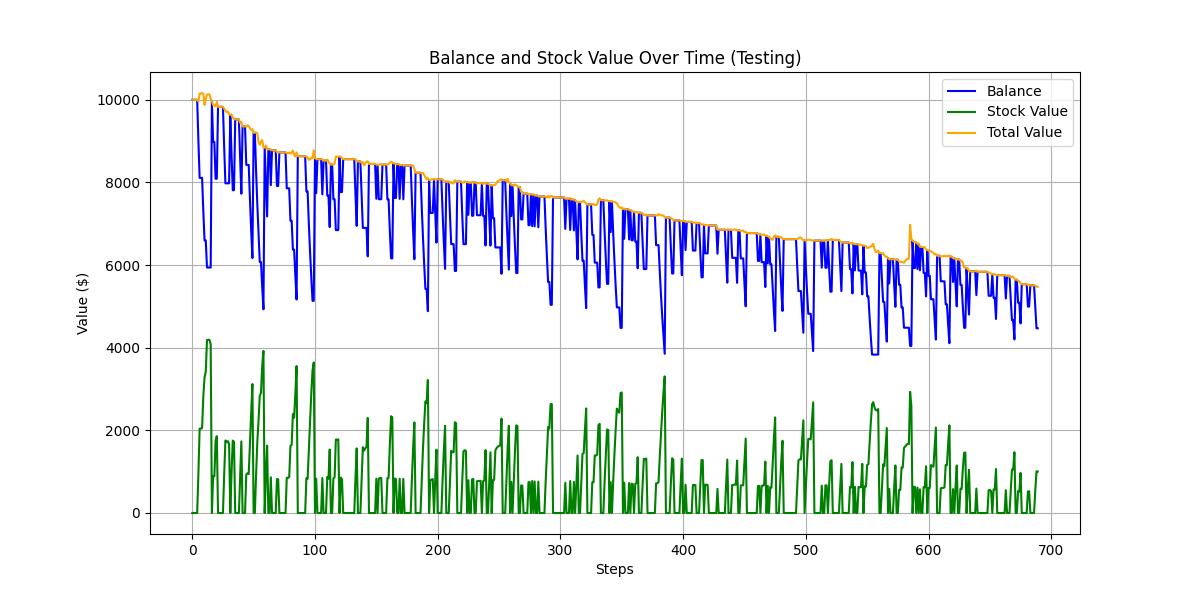 Balance and Stock Value Over Time (Testing)
Balance
Stock Value
Total Value
Value ($)
10000
8000
6000
4000
2000
0
0 100 200 300 400 500 600 700
Steps